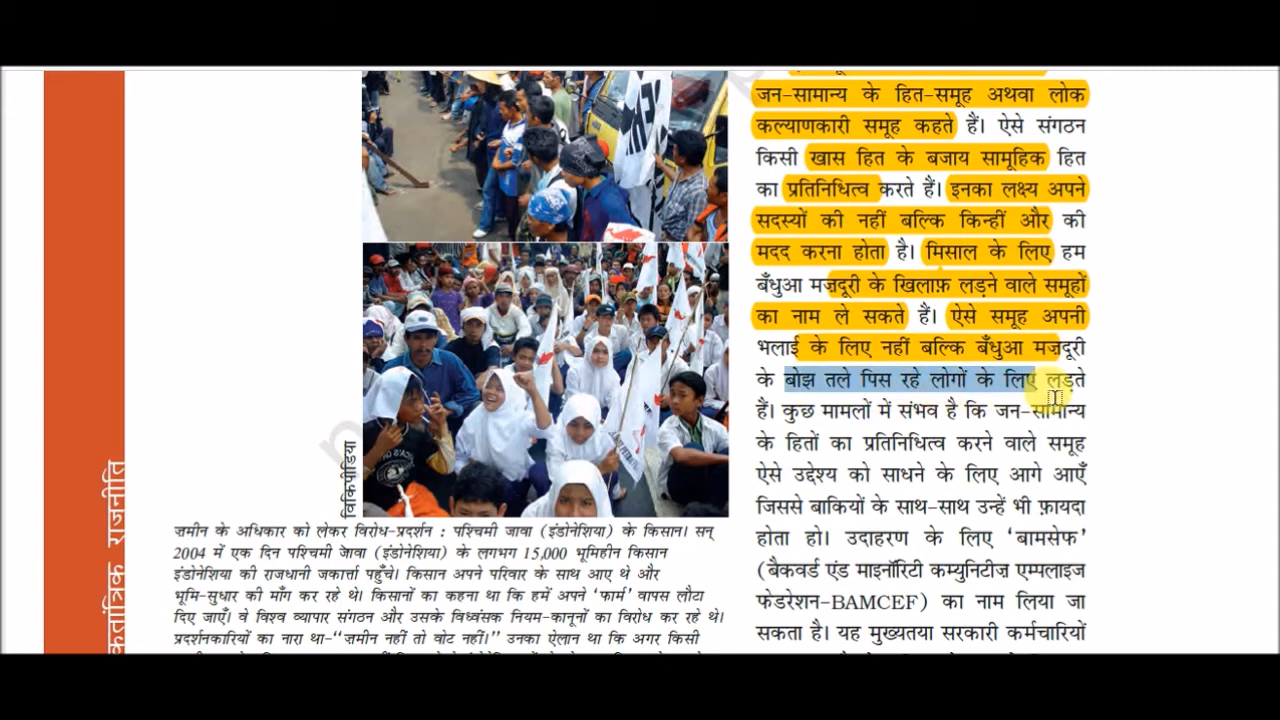 जन-सामान्य के हित-समूह अथवा लोक
कल्याणकारी समूह कहते हैं। ऐसे संगठन
किसी खास हित के बजाय सामूहिक हित
का प्रतिनिधित्व करते हैं। इनका लक्ष्य अपने
सदस्यों की नहीं बल्कि किन्हीं और की
मदद करना होता है। मिसाल के लिए हम
बँधुआ मज़दूरी के खिलाफ़ लड़ने वाले समूहों
का नाम ले सकते हैं। ऐसे समूह अपनी
भलाई के लिए नहीं बल्कि बँधुआ मज़दूरी
के बोझ तले पिस रहे लोगों के लिए लड़ते
हैं। कुछ मामलों में संभव है कि जन-सामान्य
के हितों का प्रतिनिधित्व करने वाले समूह
ऐसे उद्देश्य को साधने के लिए आगे आएँ
जिससे बाकियों के साथ-साथ उन्हें भी फ़ायदा
होता हो। उदाहरण के लिए ‘बामसेफ’
(बैकवर्ड एंड माइनॉरिटी कम्युनिटीज़ एम्पलाइज
फेडरेशन-BAMCEF) का नाम लिया जा
सकता है। यह मुख्यतया सरकारी कर्मचारियों
विकिपीडिया
ज़मीन के अधिकार को लेकर विरोध-प्रदर्शन : पश्चिमी जावा (इंडोनेशिया) के किसान। सन्
2004 में एक दिन पश्चिमी जावा (इंडोनेशिया) के लगभग 15,000 भूमिहीन किसान
इंडोनेशिया की राजधानी जकार्ता पहुँचे। किसान अपने परिवार के साथ आए थे और
भूमि-सुधार की माँग कर रहे थे। किसानों का कहना था कि हमें अपने ‘फार्म’ वापस लौटा
दिए जाएँ। वे विश्व व्यापार संगठन और उसके विध्वंसक नियम-कानूनों का विरोध कर रहे थे।
प्रदर्शनकारियों का नारा था-“ज़मीन नहीं तो वोट नहीं।” उनका ऐलान था कि अगर किसी
राजनीति